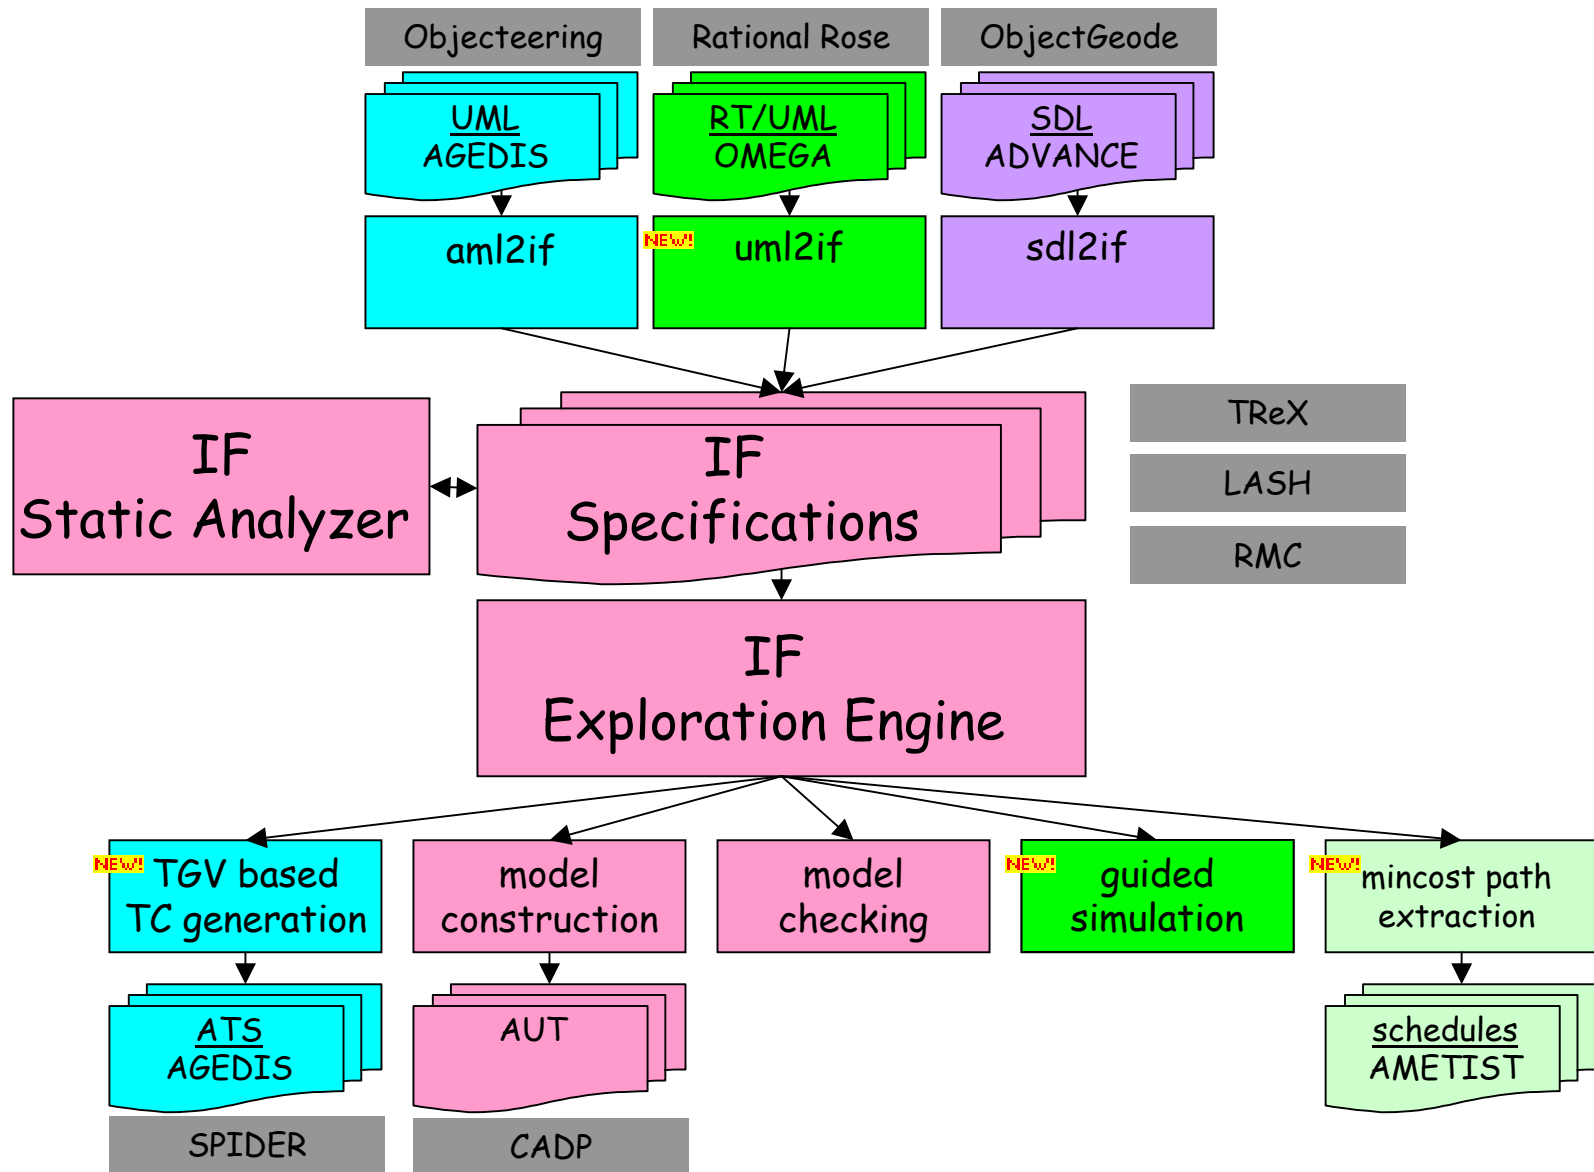 Objecteering
Rational Rose
ObjectGeode
UML
AGEDIS
RT/UML
OMEGA
SDL
ADVANCE
aml2if
NEW!
uml2if
sdl2if
IF
Static Analyzer
IF
Specifications
TReX
LASH
RMC
IF
Exploration Engine
NEW!
TGV based
TC generation
model
construction
model
checking
NEW!
guided
simulation
NEW!
mincost path
extraction
ATS
AGEDIS
AUT
schedules
AMETIST
SPIDER
CADP